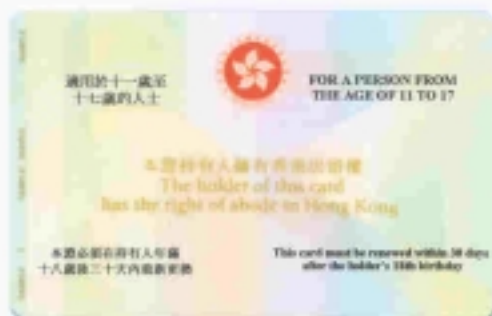 適用於十一歲至
十七歲的人士
FOR A PERSON FROM
THE AGE OF 11 TO 17
本證持有人擁有香港居留權
The holder of this card
has the right of abode in Hong Kong
本證必須在持有人年滿
十八歲後三十天內重新更換
This card must be renewed within 30 days
after the holder's 18th birthday